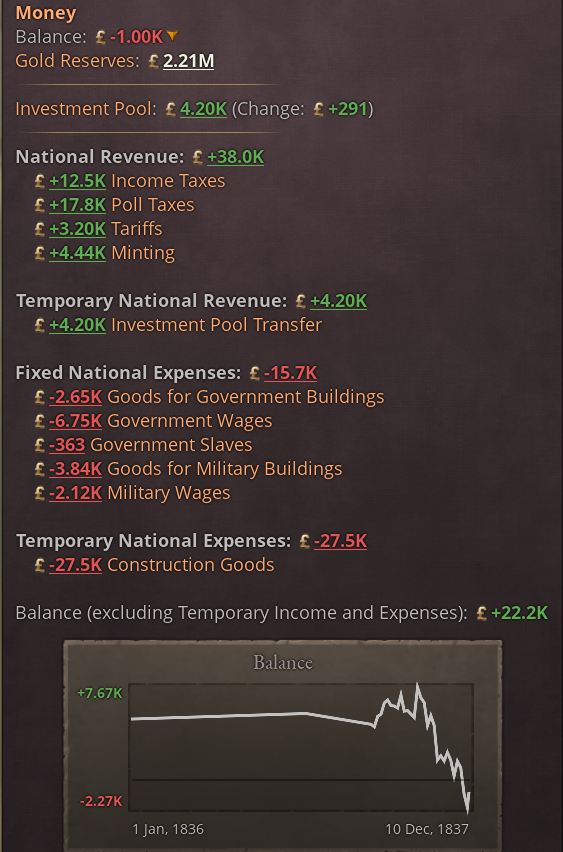 Money
Balance: £ -1.00K
Gold Reserves: £ 2.21M
Investment Pool: £ 4.20K (Change: £ +291)
National Revenue: £ +38.0K
£ +12.5K Income Taxes
£ +17.8K Poll Taxes
£ +3.20K Tariffs
£ +4.44K Minting
Temporary National Revenue: £ +4.20K
£ +4.20K Investment Pool Transfer
Fixed National Expenses: £ -15.7K
£ -2.65K Goods for Government Buildings
£ -6.75K Government Wages
£ -363 Government Slaves
£ -3.84K Goods for Military Buildings
£ -2.12K Military Wages
Temporary National Expenses: £ -27.5K
£ -27.5K Construction Goods
Balance (excluding Temporary Income and Expenses): £ +22.2K
Balance
+7.67K
-2.27K
1 Jan, 1836 10 Dec, 1837